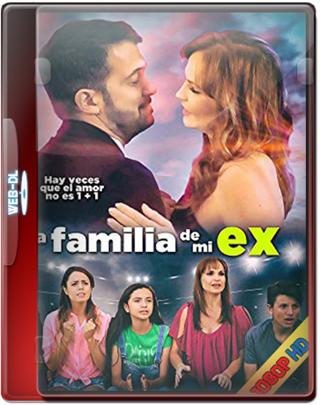 WEB-DL
Hay veces
que el amor
no es 1 + 1
a familia de mi ex
1080P HD